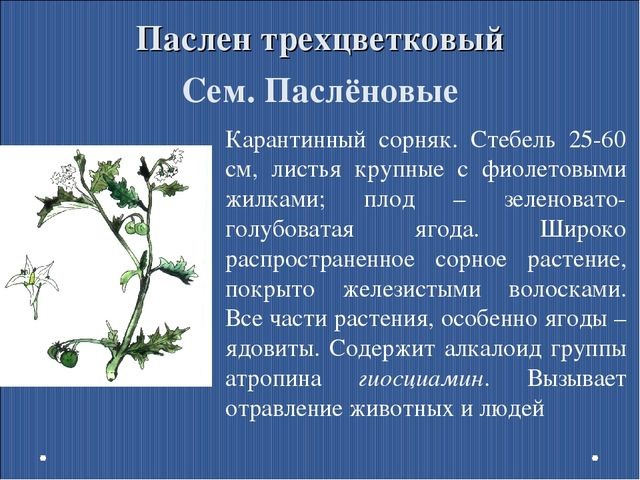 Паслен трехцветковый
Сем. Паслёновые
Карантинный сорняк. Стебель 25-60
см, листья крупные с фиолетовыми
жилками; плод – зеленовато-
голубоватая ягода. Широко
распространенное сорное растение,
покрыто железистыми волосками.
Все части растения, особенно ягоды –
ядовиты. Содержит алкалоид группы
атропина гиосциамин. Вызывает
отравление животных и людей